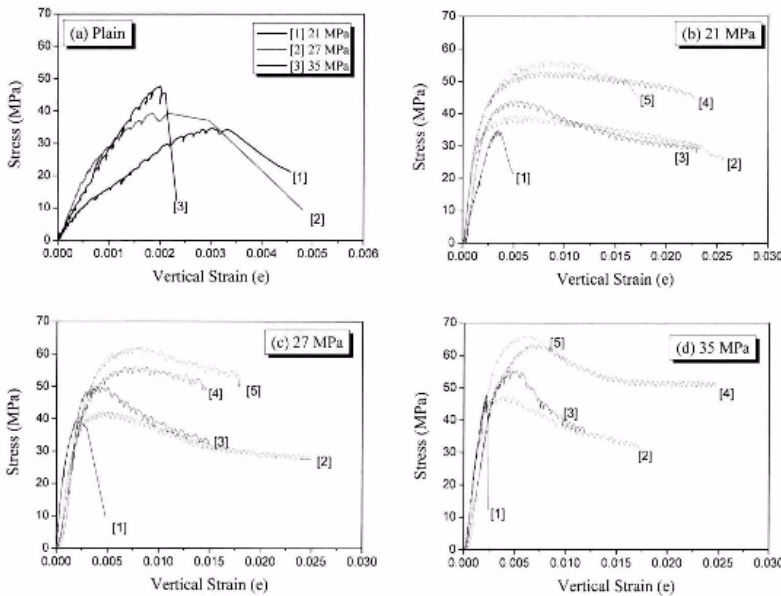 (a) Plain
[1] 21 MPa
[2] 27 MPa
[3] 35 MPa
Stress (MPa)
70
60
50
40
30
20
10
0
[1]
[2]
[3]
0.000 0.001 0.002 0.003 0.004 0.005 0.006
Vertical Strain (e)
(b) 21 MPa
Stress (MPa)
70
60
50
40
30
20
10
0
[5]
[4]
[3]
[2]
[1]
0.000 0.005 0.010 0.015 0.020 0.025 0.030
Vertical Strain (e)
(c) 27 MPa
Stress (MPa)
70
60
50
40
30
20
10
0
[5]
[4]
[3]
[2]
[1]
0.000 0.005 0.010 0.015 0.020 0.025 0.030
Vertical Strain (e)
(d) 35 MPa
Stress (MPa)
70
60
50
40
30
20
10
0
[5]
[4]
[3]
[2]
[1]
0.000 0.005 0.010 0.015 0.020 0.025 0.030
Vertical Strain (e)